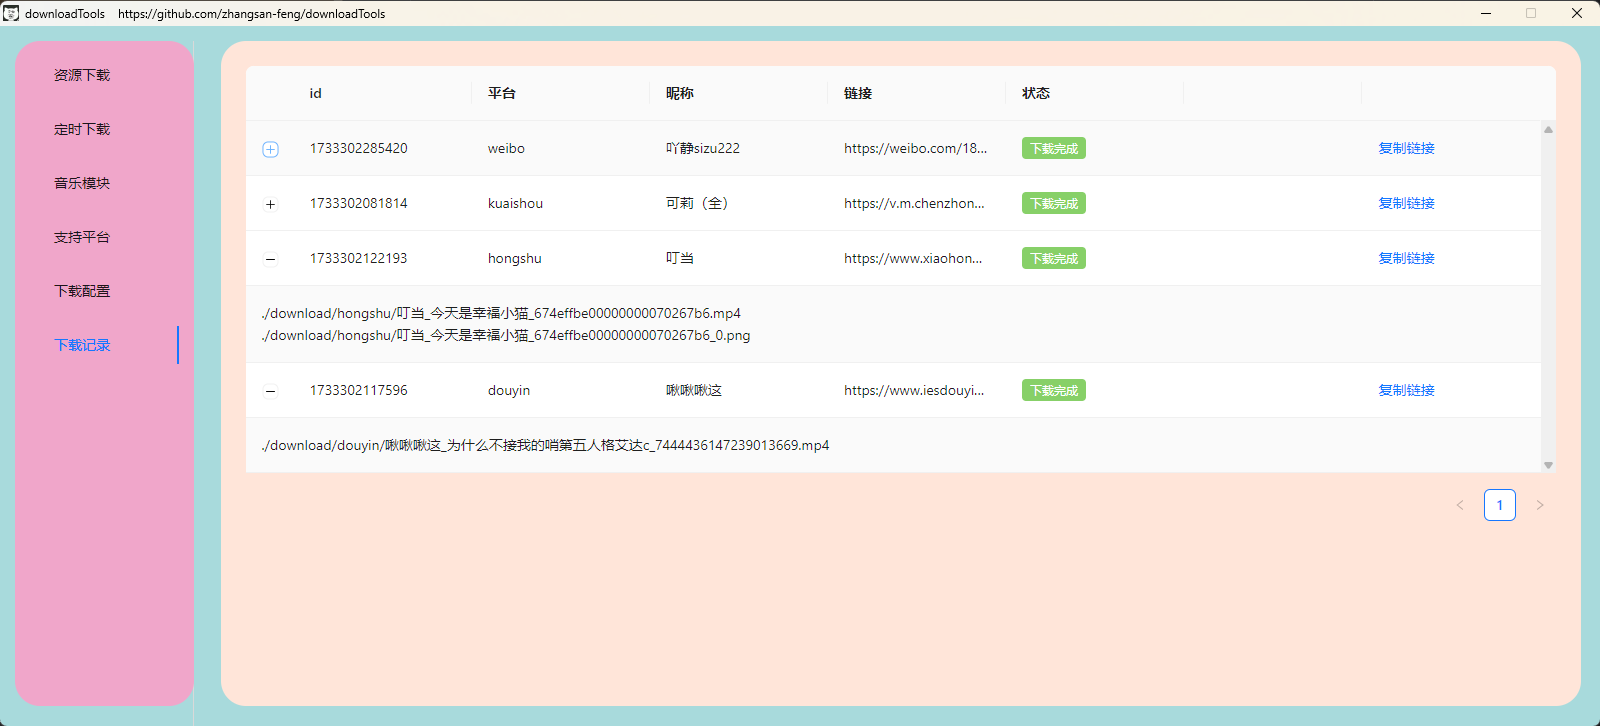 downloadTools https://github.com/zhangsan-feng/downloadTools
资源下载
定时下载
音乐模块
支持平台
下载配置
下载记录
id 平台 昵称 链接 状态
1733302285420 weibo 吖静sizu222 https://weibo.com/18... 下载完成 复制链接
1733302081814 kuaishou 可莉（全） https://v.m.chenzhon... 下载完成 复制链接
1733302122193 hongshu 叮当 https://www.xiaohon... 下载完成 复制链接
./download/hongshu/叮当_今天是幸福小猫_674effbe00000000070267b6.mp4
./download/hongshu/叮当_今天是幸福小猫_674effbe00000000070267b6_0.png
1733302117596 douyin 啾啾啾这 https://www.iesdouyi... 下载完成 复制链接
./download/douyin/啾啾啾这_为什么不接我的哨第五人格艾达c_7444436147239013669.mp4
1